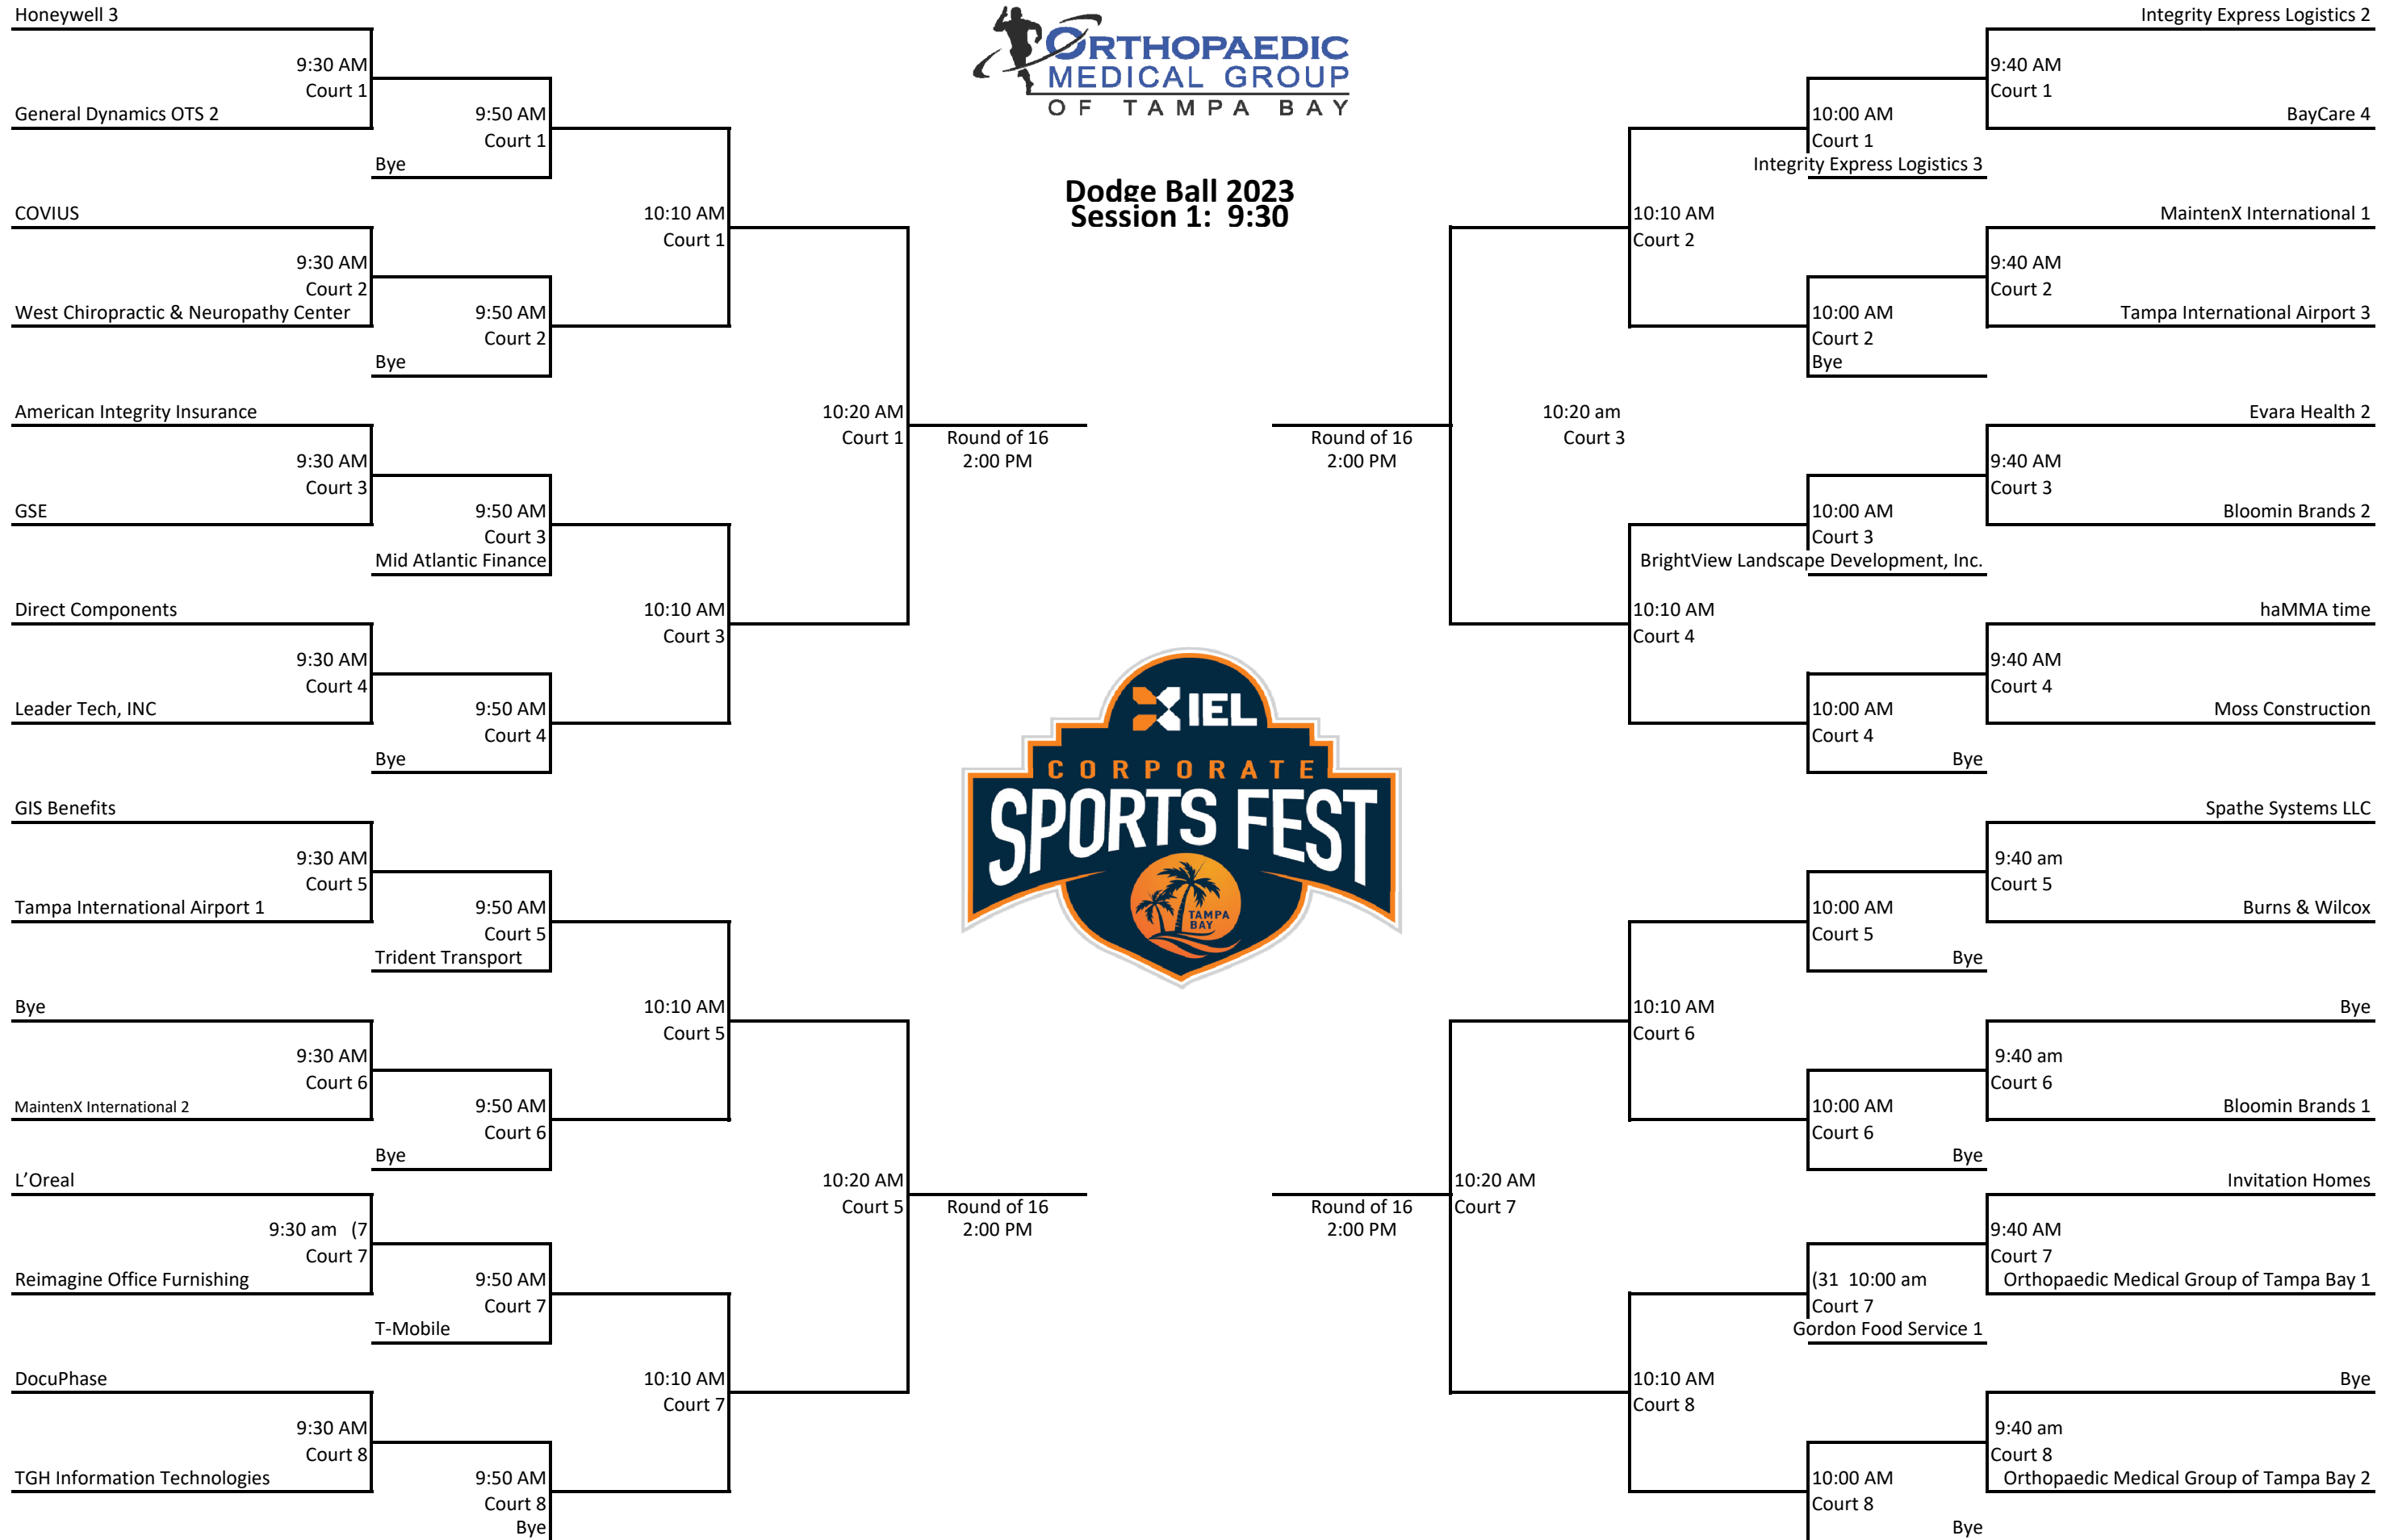 Honeywell 3
9:30 AM
Court 1
General Dynamics OTS 2
9:50 AM
Court 1
Bye
COVIUS
10:10 AM
Court 1
9:30 AM
Court 2
West Chiropractic & Neuropathy Center
9:50 AM
Court 2
Bye
American Integrity Insurance
10:20 AM
Court 1
Round of 16
2:00 PM
9:30 AM
Court 3
GSE
9:50 AM
Court 3
Mid Atlantic Finance
Direct Components
10:10 AM
Court 3
9:30 AM
Court 4
Leader Tech, INC
9:50 AM
Court 4
Bye
GIS Benefits
9:30 AM
Court 5
Tampa International Airport 1
9:50 AM
Court 5
Trident Transport
Bye
10:10 AM
Court 5
9:30 AM
Court 6
MaintenX International 2
9:50 AM
Court 6
Bye
L’Oreal
10:20 AM
Court 5
Round of 16
2:00 PM
9:30 am (7
Court 7
Reimagine Office Furnishing
9:50 AM
Court 7
T-Mobile
DocuPhase
10:10 AM
Court 7
9:30 AM
Court 8
TGH Information Technologies
9:50 AM
Court 8
Bye
ORTHOPAEDIC
MEDICAL GROUP
OF TAMPA BAY
Dodge Ball 2023
Session 1: 9:30
IEL
CORPORATE
SPORTS FEST
TAMPA
BAY
Integrity Express Logistics 2
9:40 AM
Court 1
BayCare 4
10:00 AM
Court 1
Integrity Express Logistics 3
MaintenX International 1
10:10 AM
Court 2
9:40 AM
Court 2
Tampa International Airport 3
10:00 AM
Court 2
Bye
Evara Health 2
10:20 am
Court 3
Round of 16
2:00 PM
9:40 AM
Court 3
Bloomin Brands 2
10:00 AM
Court 3
BrightView Landscape Development, Inc.
haMMA time
10:10 AM
Court 4
9:40 AM
Court 4
Moss Construction
10:00 AM
Court 4
Bye
Spathe Systems LLC
9:40 am
Court 5
Burns & Wilcox
10:00 AM
Court 5
Bye
Bye
10:10 AM
Court 6
9:40 am
Court 6
Bloomin Brands 1
10:00 AM
Court 6
Bye
Invitation Homes
10:20 AM
Court 7
Round of 16
2:00 PM
9:40 AM
Court 7
Orthopaedic Medical Group of Tampa Bay 1
(31 10:00 am
Court 7
Gordon Food Service 1
Bye
10:10 AM
Court 8
9:40 am
Court 8
Orthopaedic Medical Group of Tampa Bay 2
10:00 AM
Court 8
Bye